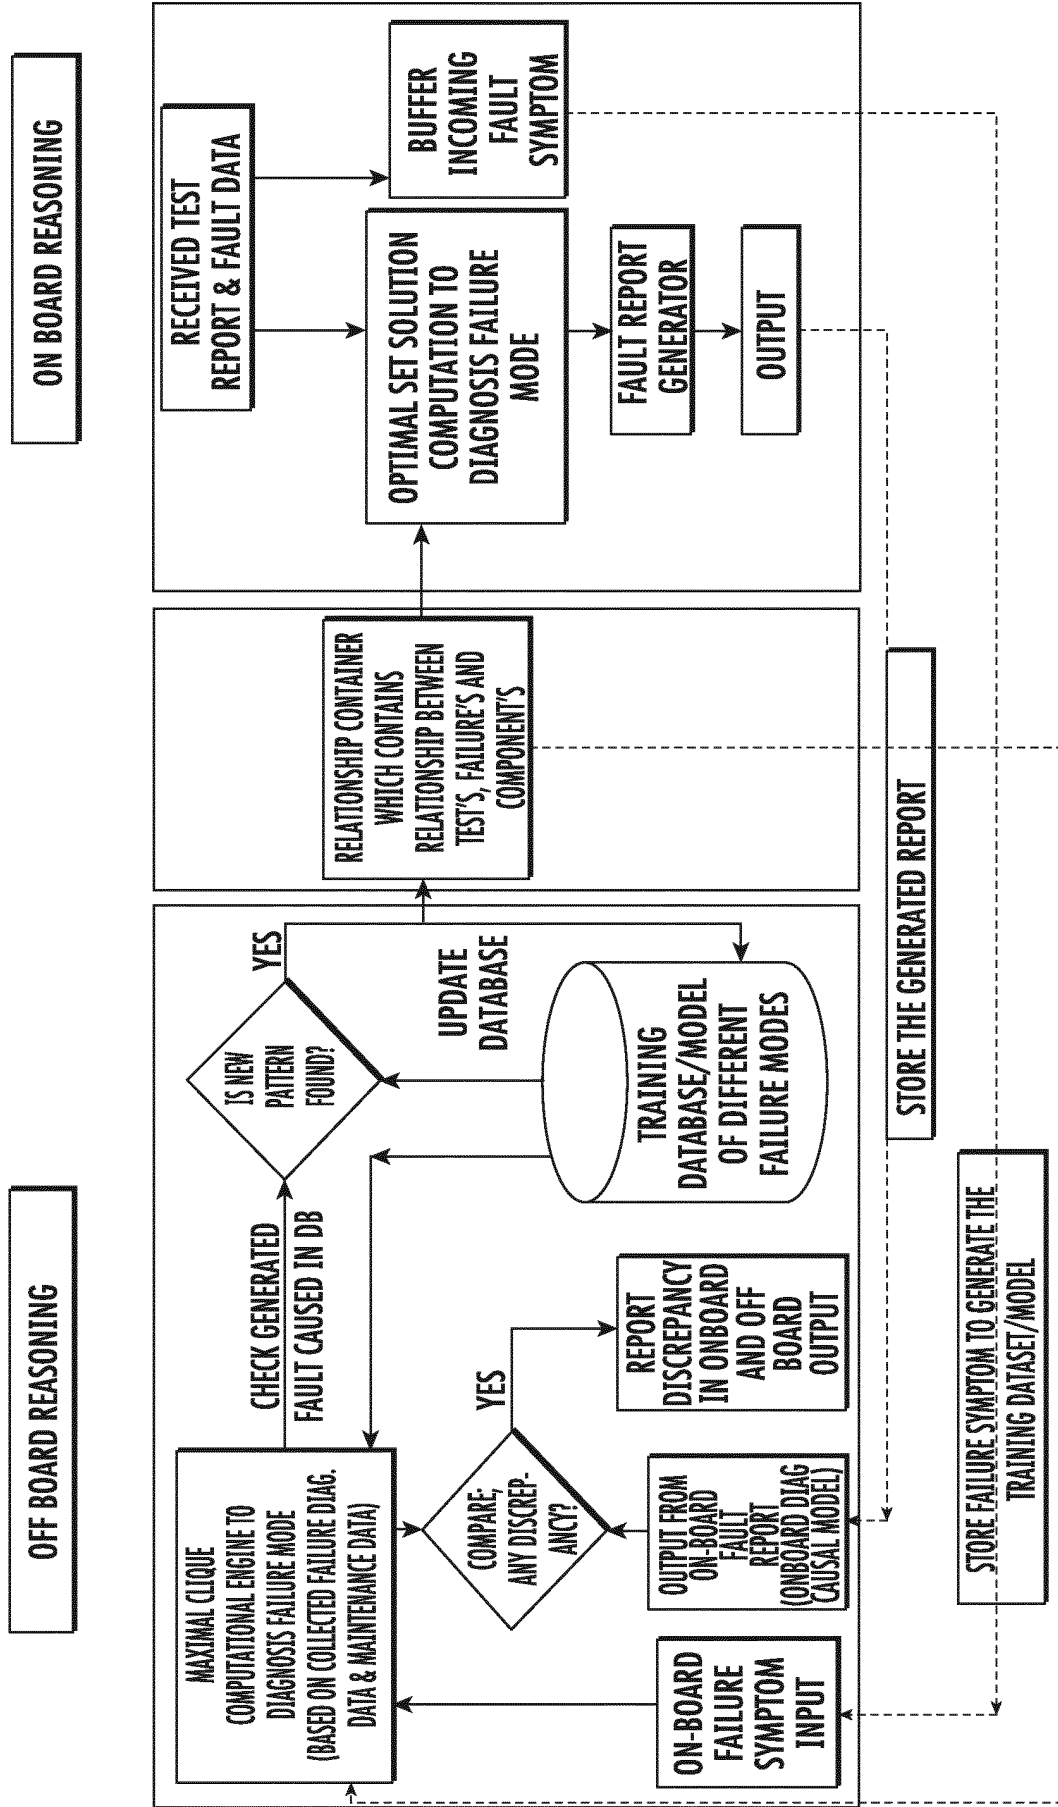 OFF BOARD REASONING
ON BOARD REASONING
MAXIMAL CLIQUE
COMPUTATIONAL ENGINE TO
DIAGNOSIS FAILURE MODE
(BASED ON COLLECTED FAILURE DIAG.
DATA & MAINTENANCE DATA)
CHECK GENERATED
FAULT CAUSED IN DB
IS NEW
PATTERN
FOUND?
YES
UPDATE
DATABASE
COMPARE;
ANY DISCREP-
ANCY?
YES
REPORT
DISCREPANCY
IN ONBOARD
AND OFF
BOARD
OUTPUT
TRAINING
DATABASE/MODEL
OF DIFFERENT
FAILURE MODES
ON-BOARD
FAILURE
SYMPTOM
INPUT
OUTPUT FROM
ON-BOARD
FAULT
REPORT
(ONBOARD DIAG
CAUSAL MODEL)
RELATIONSHIP CONTAINER
WHICH CONTAINS
RELATIONSHIP BETWEEN
TEST'S, FAILURE'S AND
COMPONENT'S
RECEIVED TEST
REPORT & FAULT DATA
OPTIMAL SET SOLUTION
COMPUTATION TO
DIAGNOSIS FAILURE
MODE
BUFFER
INCOMING
FAULT
SYMPTOM
FAULT REPORT
GENERATOR
OUTPUT
STORE THE GENERATED REPORT
STORE FAILURE SYMPTOM TO GENERATE THE
TRAINING DATASET/MODEL